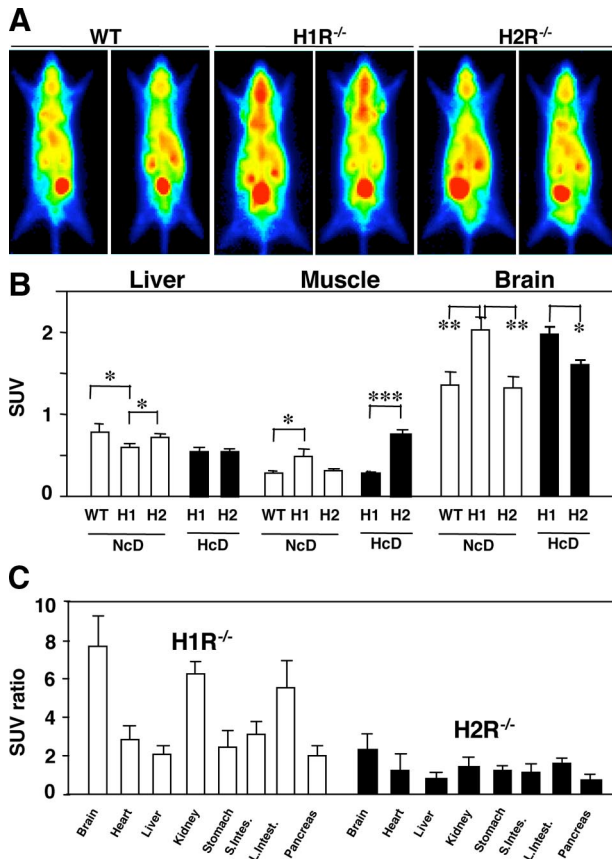 A
WT H1R-/- H2R-/-
B
Liver Muscle Brain
SUV
2
1
0
* * * *** ** ** *
WT H1 H2 H1 H2 WT H1 H2 H1 H2 WT H1 H2 H1 H2
NcD HcD NcD HcD NcD HcD
C
SUV ratio
10
8
6
4
2
0
H1R-/-
H2R-/-
Brain Heart Liver Kidney Stomach S.Intes. L.Intest. Pancreas Brain Heart Liver Kidney Stomach S.Intes. L.Intest. Pancreas